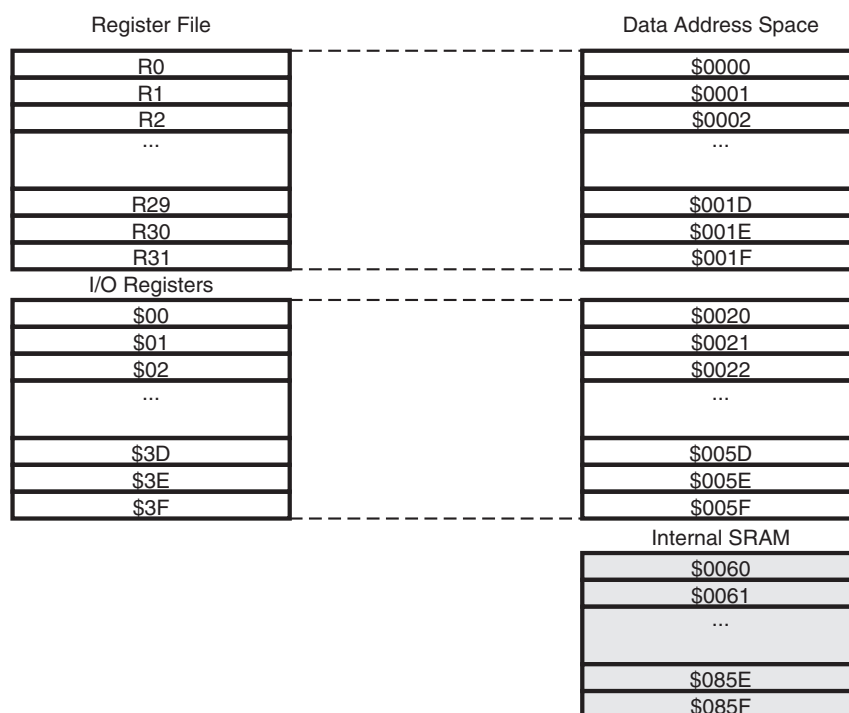 Register File
Data Address Space
R0
$0000
R1
$0001
R2
$0002
...
...
R29
$001D
R30
$001E
R31
$001F
I/O Registers
$00
$0020
$01
$0021
$02
$0022
...
...
$3D
$005D
$3E
$005E
$3F
$005F
Internal SRAM
$0060
$0061
...
$085E
$085F